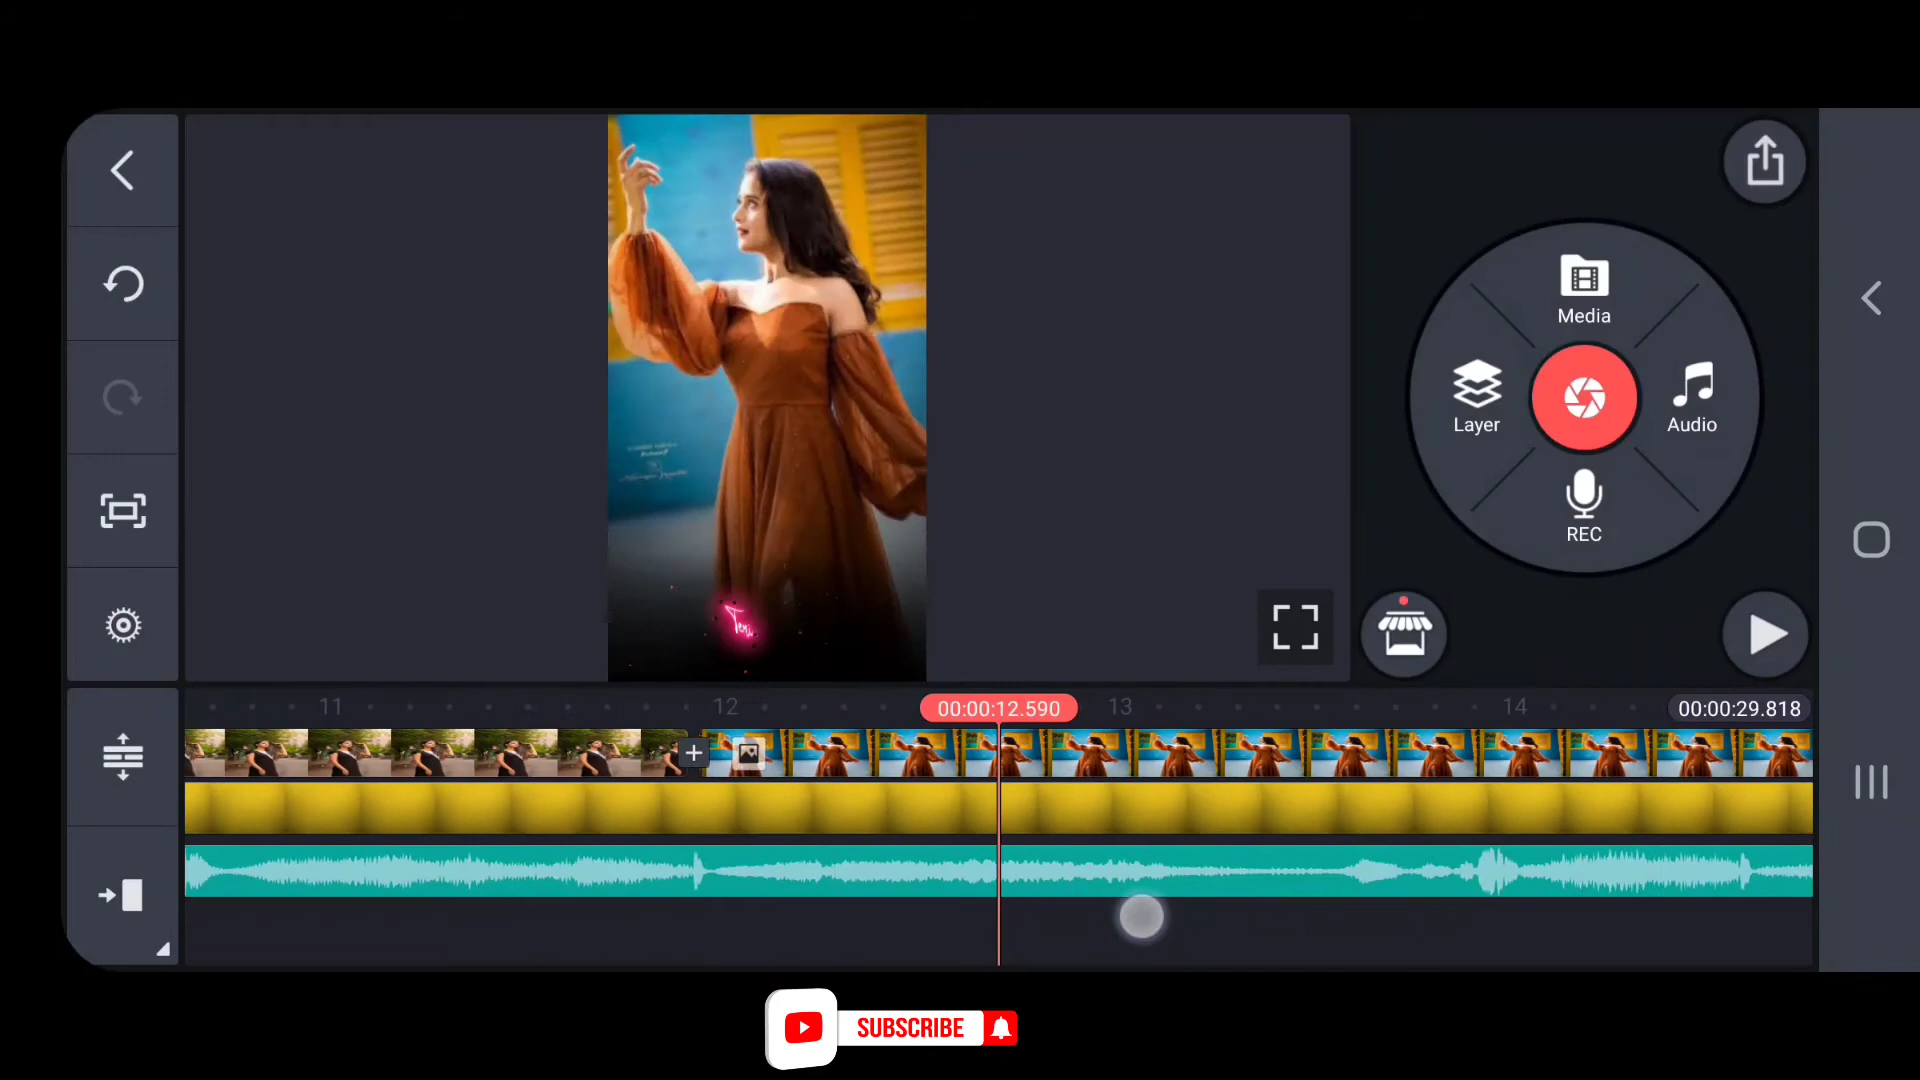 Media
Layer
Audio
REC
11
12
00:00:12.590
13
14
00:00:29.818
SUBSCRIBE